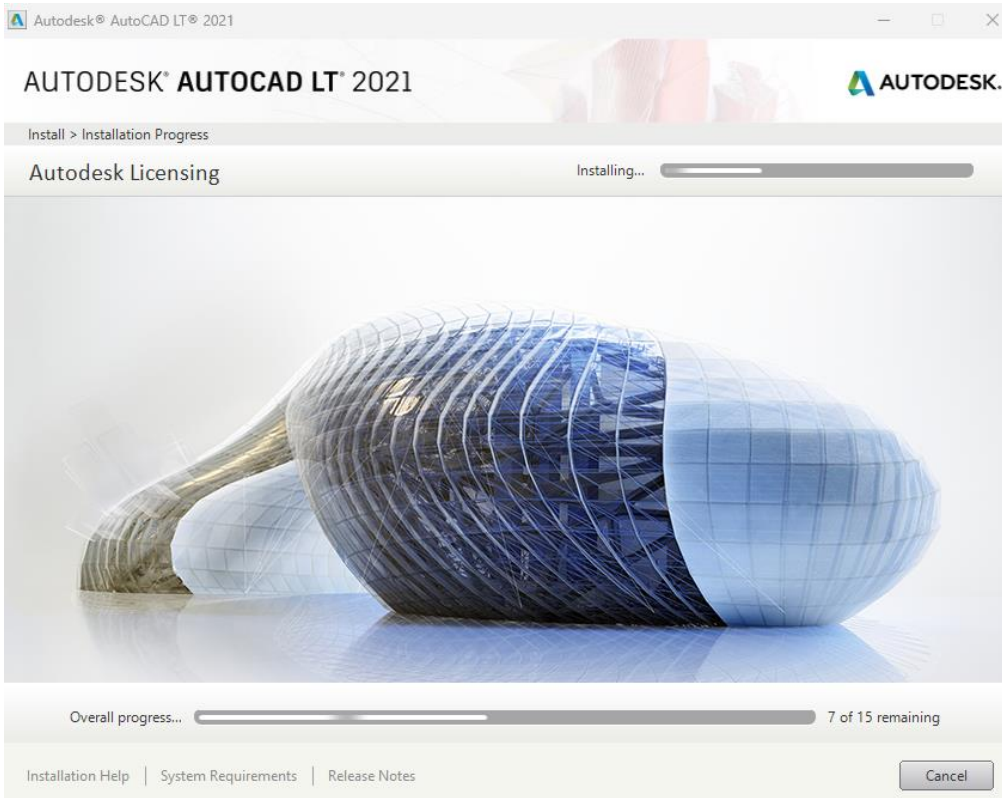 Autodesk® AutoCAD LT® 2021
AUTODESK® AUTOCAD LT® 2021
AUTODESK.
Install > Installation Progress
Autodesk Licensing
Installing...
Overall progress...
7 of 15 remaining
Installation Help | System Requirements | Release Notes
Cancel